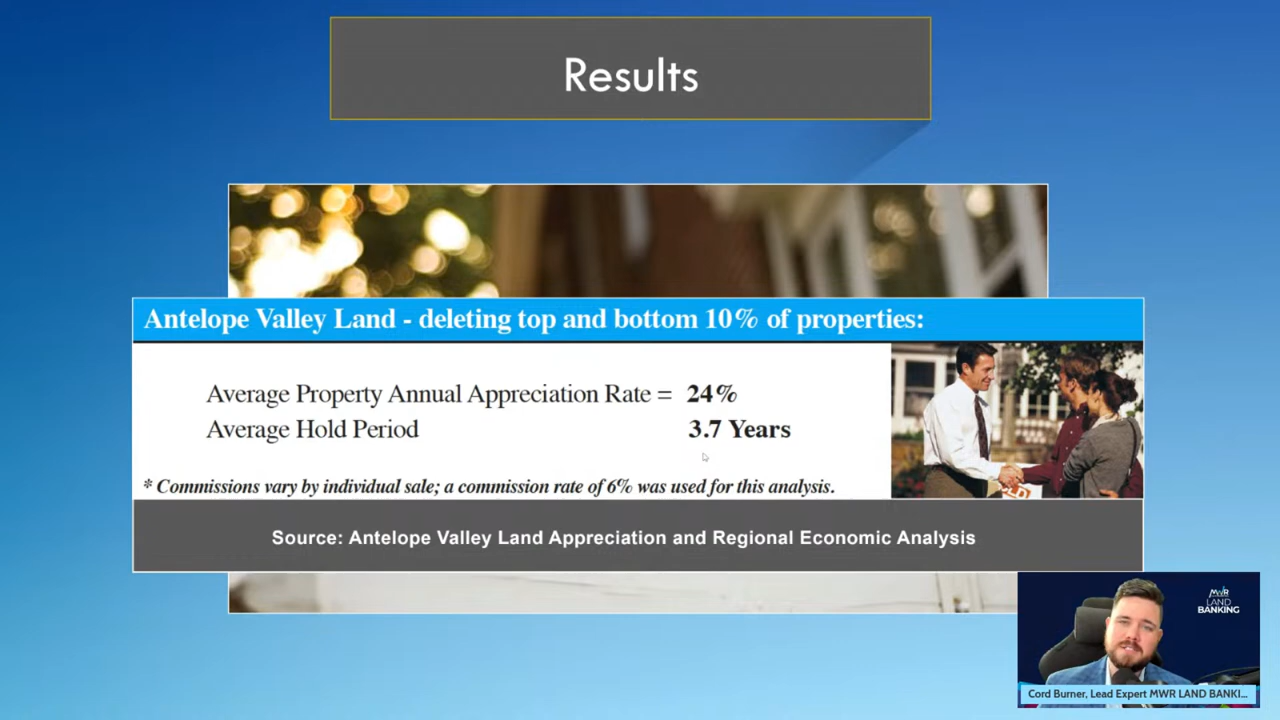 Results
Antelope Valley Land - deleting top and bottom 10% of properties:
Average Property Annual Appreciation Rate = 24%
Average Hold Period 3.7 Years
* Commissions vary by individual sale; a commission rate of 6% was used for this analysis.
Source: Antelope Valley Land Appreciation and Regional Economic Analysis
MWR
LAND
BANKING
Cord Burner, Lead Expert MWR LAND BANKI...